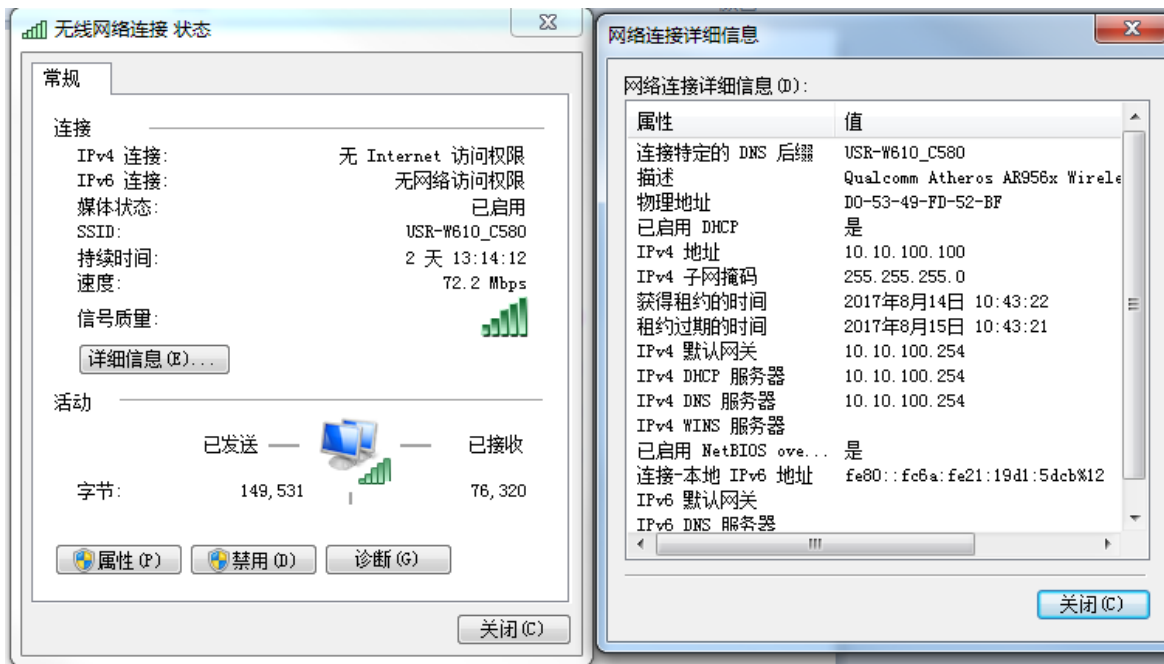 无线网络连接 状态
常规
连接
IPv4 连接: 无 Internet 访问权限
IPv6 连接: 无网络访问权限
媒体状态: 已启用
SSID: USR-W610_C580
持续时间: 2 天 13:14:12
速度: 72.2 Mbps
信号质量:
详细信息(E)...
活动
已发送 — — 已接收
字节: 149,531 76,320
属性(P) 禁用(D) 诊断(G)
关闭(C)
网络连接详细信息
网络连接详细信息(D):
属性 值
连接特定的 DNS 后缀 USR-W610_C580
描述 Qualcomm Atheros AR956x Wirele
物理地址 D0-53-49-FD-52-BF
已启用 DHCP 是
IPv4 地址 10.10.100.100
IPv4 子网掩码 255.255.255.0
获得租约的时间 2017年8月14日 10:43:22
租约过期的时间 2017年8月15日 10:43:21
IPv4 默认网关 10.10.100.254
IPv4 DHCP 服务器 10.10.100.254
IPv4 DNS 服务器 10.10.100.254
IPv4 WINS 服务器
已启用 NetBIOS ove... 是
连接-本地 IPv6 地址 fe80::fc6a:fe21:19d1:5dcb%12
IPv6 默认网关
IPv6 DNS 服务器
关闭(C)